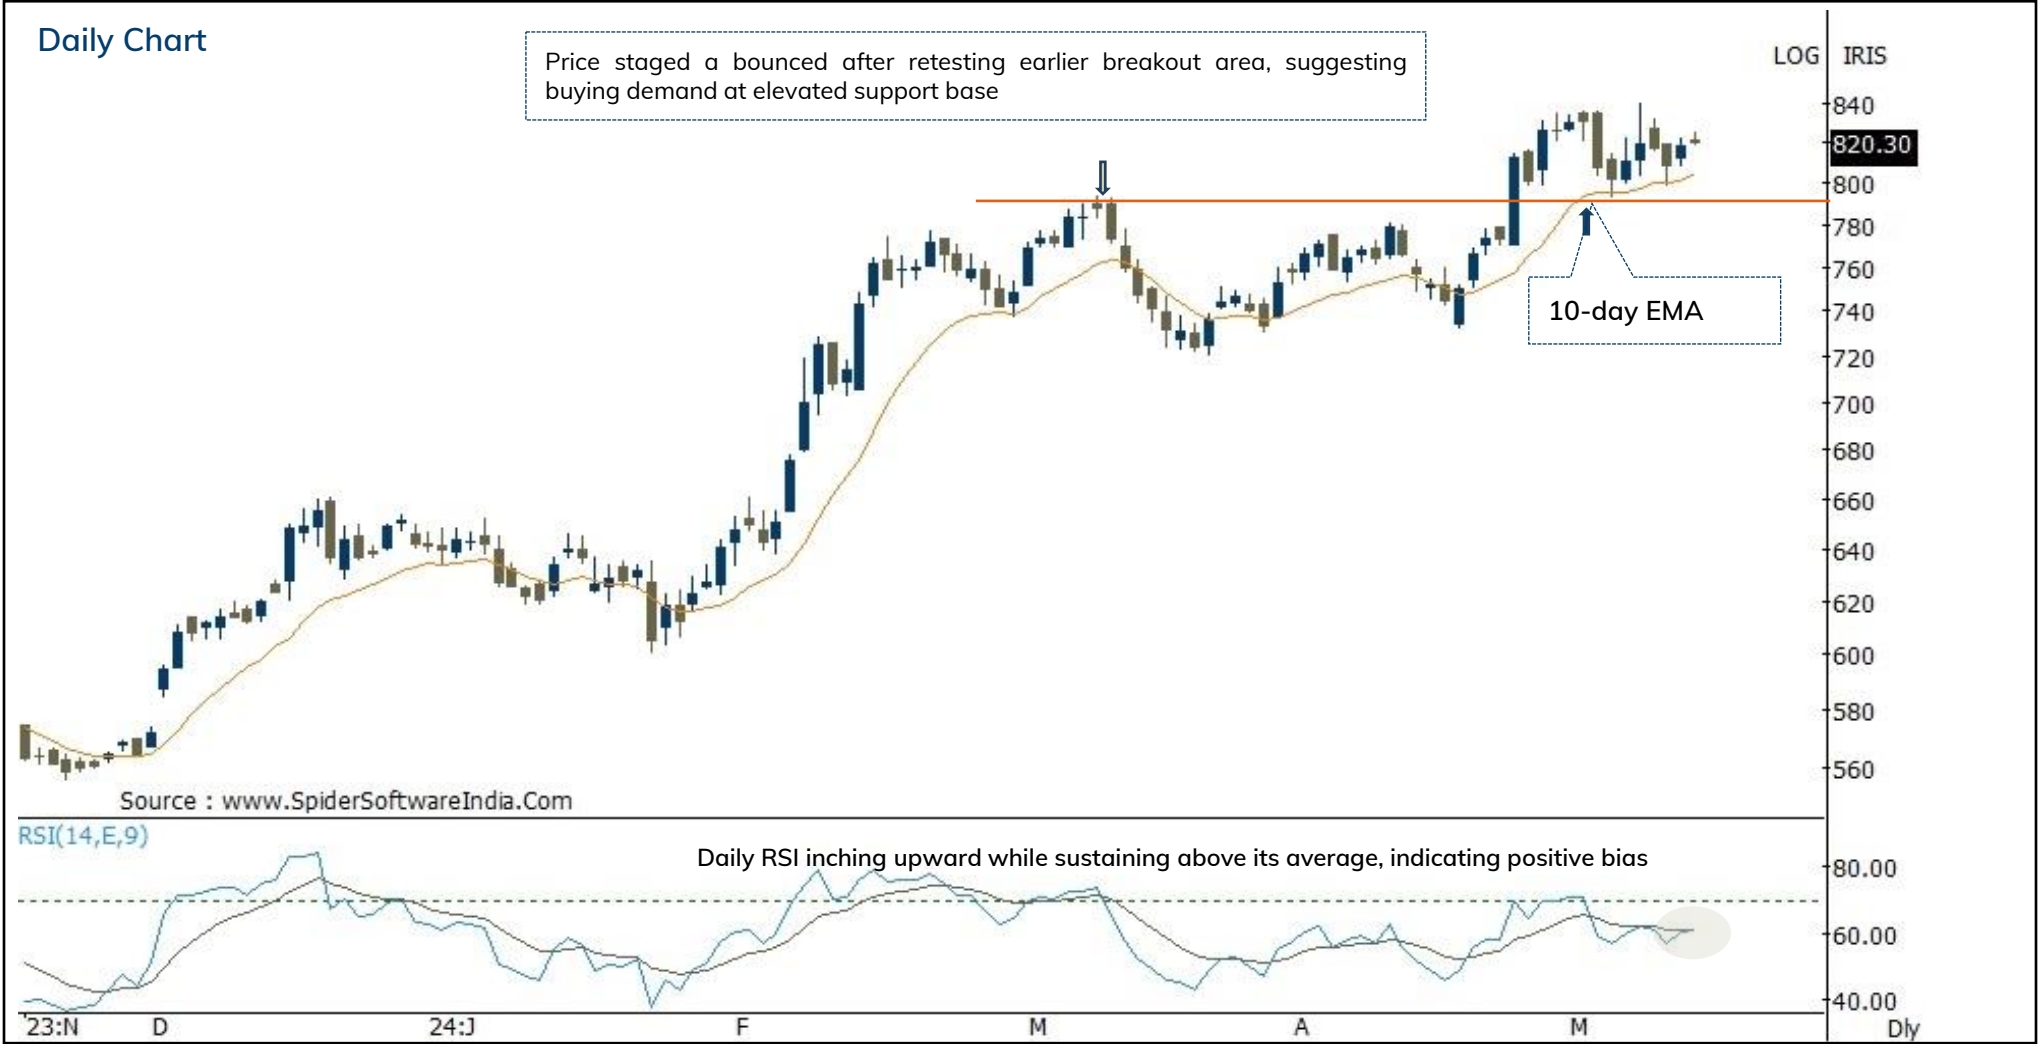 Daily Chart
Price staged a bounced after retesting earlier breakout area, suggesting
buying demand at elevated support base
LOG
IRIS
840
820.30
800
780
760
740
720
700
680
660
640
620
600
580
560
10-day EMA
Source : www.SpiderSoftwareIndia.Com
RSI(14,E,9)
Daily RSI inching upward while sustaining above its average, indicating positive bias
80.00
60.00
40.00
'23:N D 24:J F M A M Dly